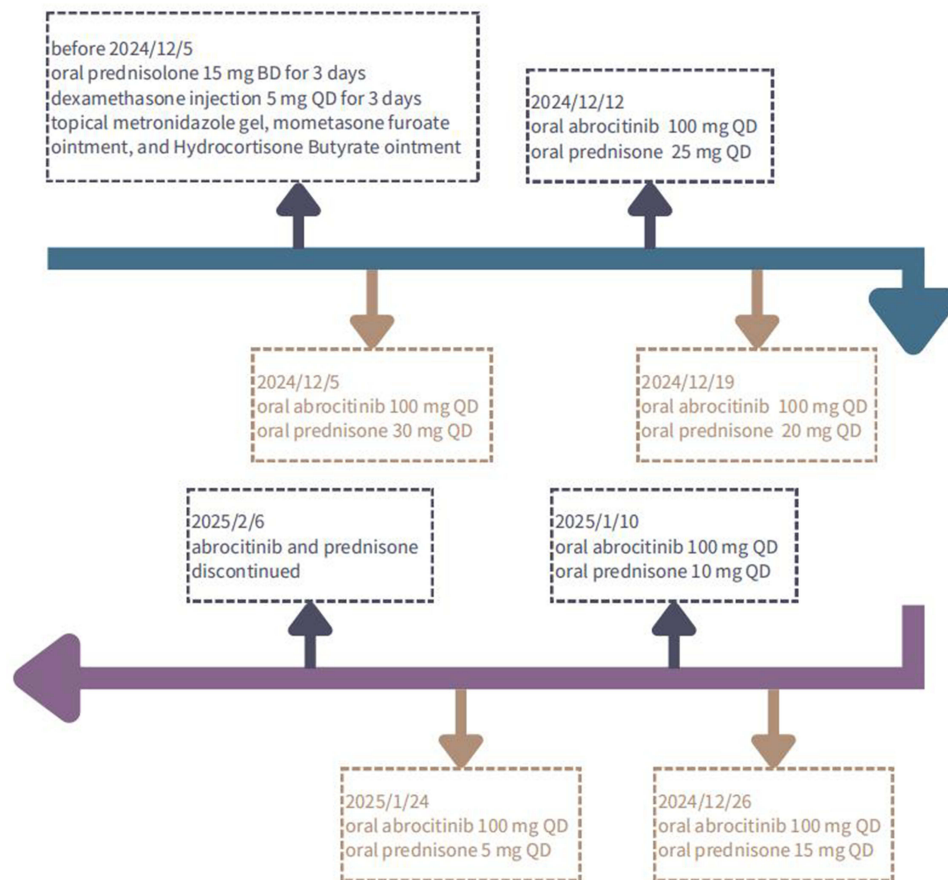 before 2024/12/5
oral prednisolone 15 mg BD for 3 days
dexamethasone injection 5 mg QD for 3 days
topical metronidazole gel, mometasone furoate
ointment, and Hydrocortisone Butyrate ointment
2024/12/5
oral abrocitinib 100 mg QD
oral prednisone 30 mg QD
2024/12/12
oral abrocitinib 100 mg QD
oral prednisone 25 mg QD
2024/12/19
oral abrocitinib 100 mg QD
oral prednisone 20 mg QD
2024/12/26
oral abrocitinib 100 mg QD
oral prednisone 15 mg QD
2025/1/10
oral abrocitinib 100 mg QD
oral prednisone 10 mg QD
2025/1/24
oral abrocitinib 100 mg QD
oral prednisone 5 mg QD
2025/2/6
abrocitinib and prednisone
discontinued